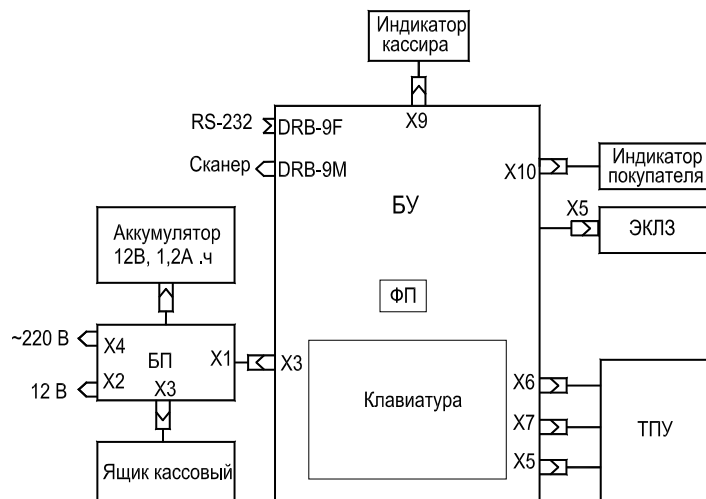 Индикатор
кассира
X9
RS-232
DRB-9F
Сканер
DRB-9M
X10
Индикатор
покупателя
БУ
X5
ЭКЛЗ
Аккумулятор
12В, 1,2А .ч
ФП
~220 В
X4
БП
X1
X3
12 В
X2
X3
Клавиатура
X6
X7
X5
ТПУ
Ящик кассовый